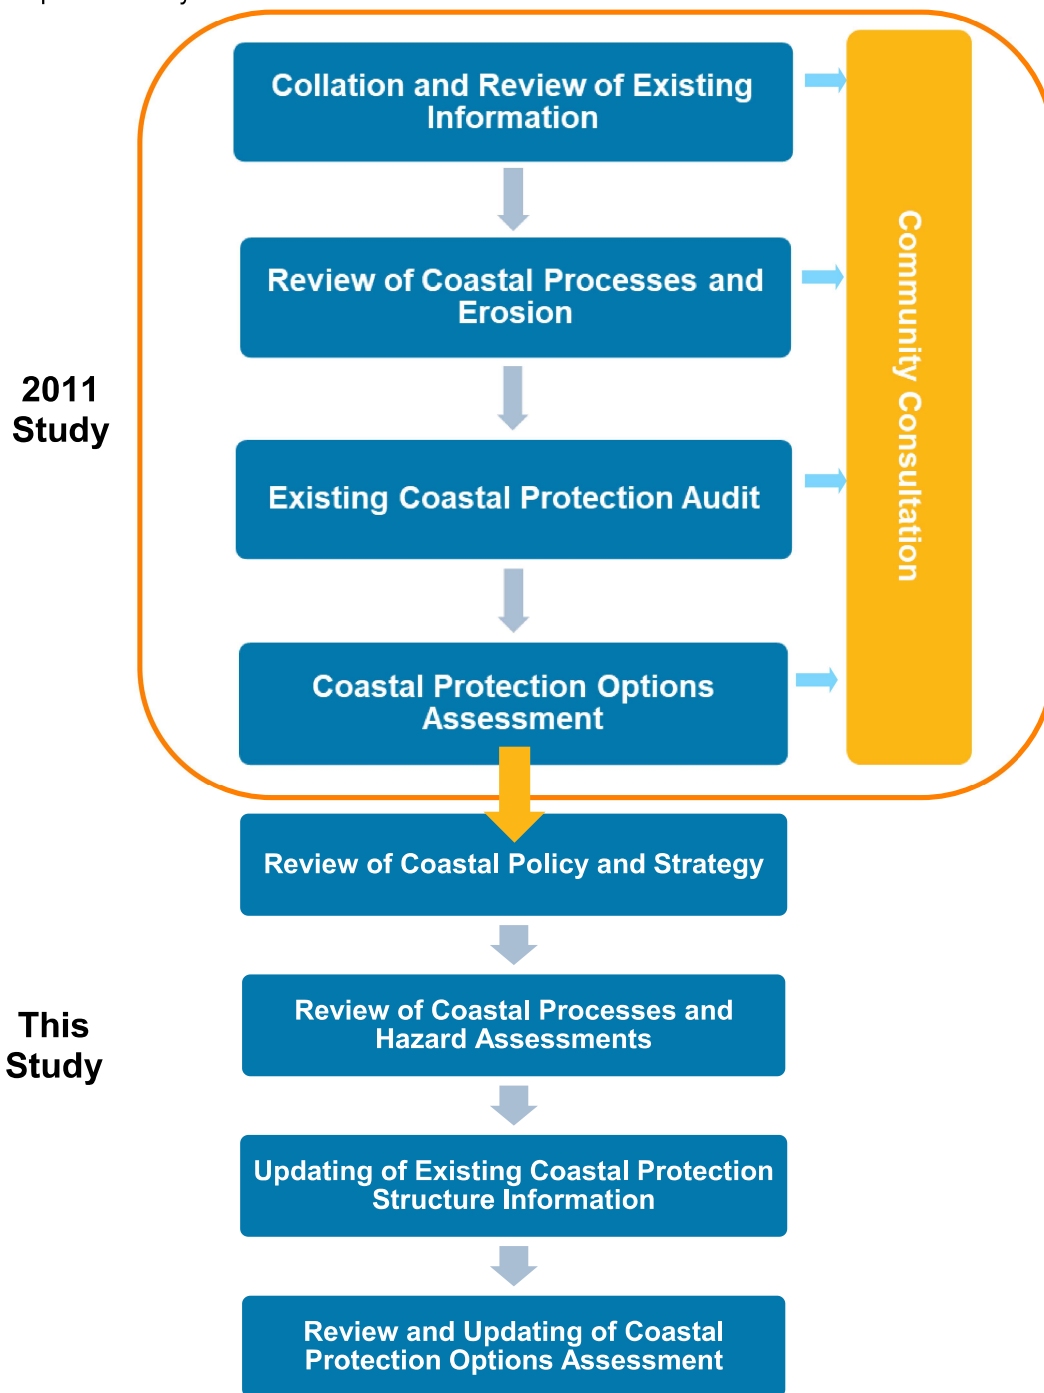 Collation and Review of Existing
Information
Review of Coastal Processes and
Erosion
Existing Coastal Protection Audit
Coastal Protection Options
Assessment
Community Consultation
2011
Study
Review of Coastal Policy and Strategy
Review of Coastal Processes and
Hazard Assessments
This
Study
Updating of Existing Coastal Protection
Structure Information
Review and Updating of Coastal
Protection Options Assessment